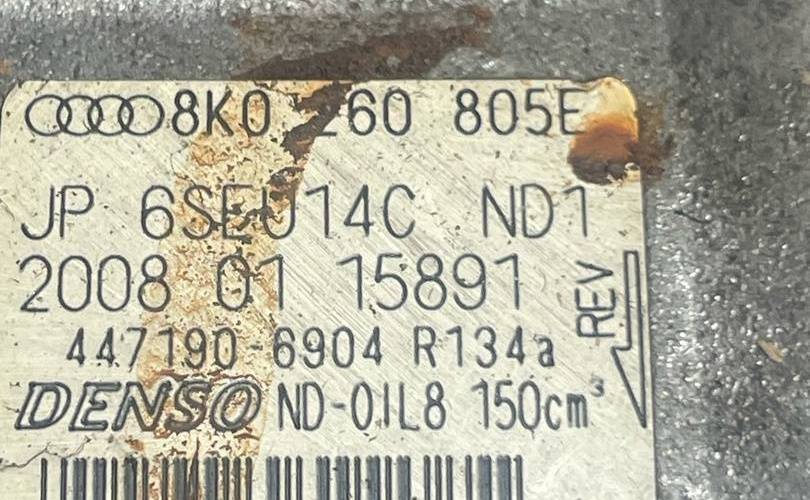 8K0 260 805E
JP 6SEU14C ND1
2008 01 15891
447190-6904 R134a
DENSO ND-OIL8 150cm³
REV